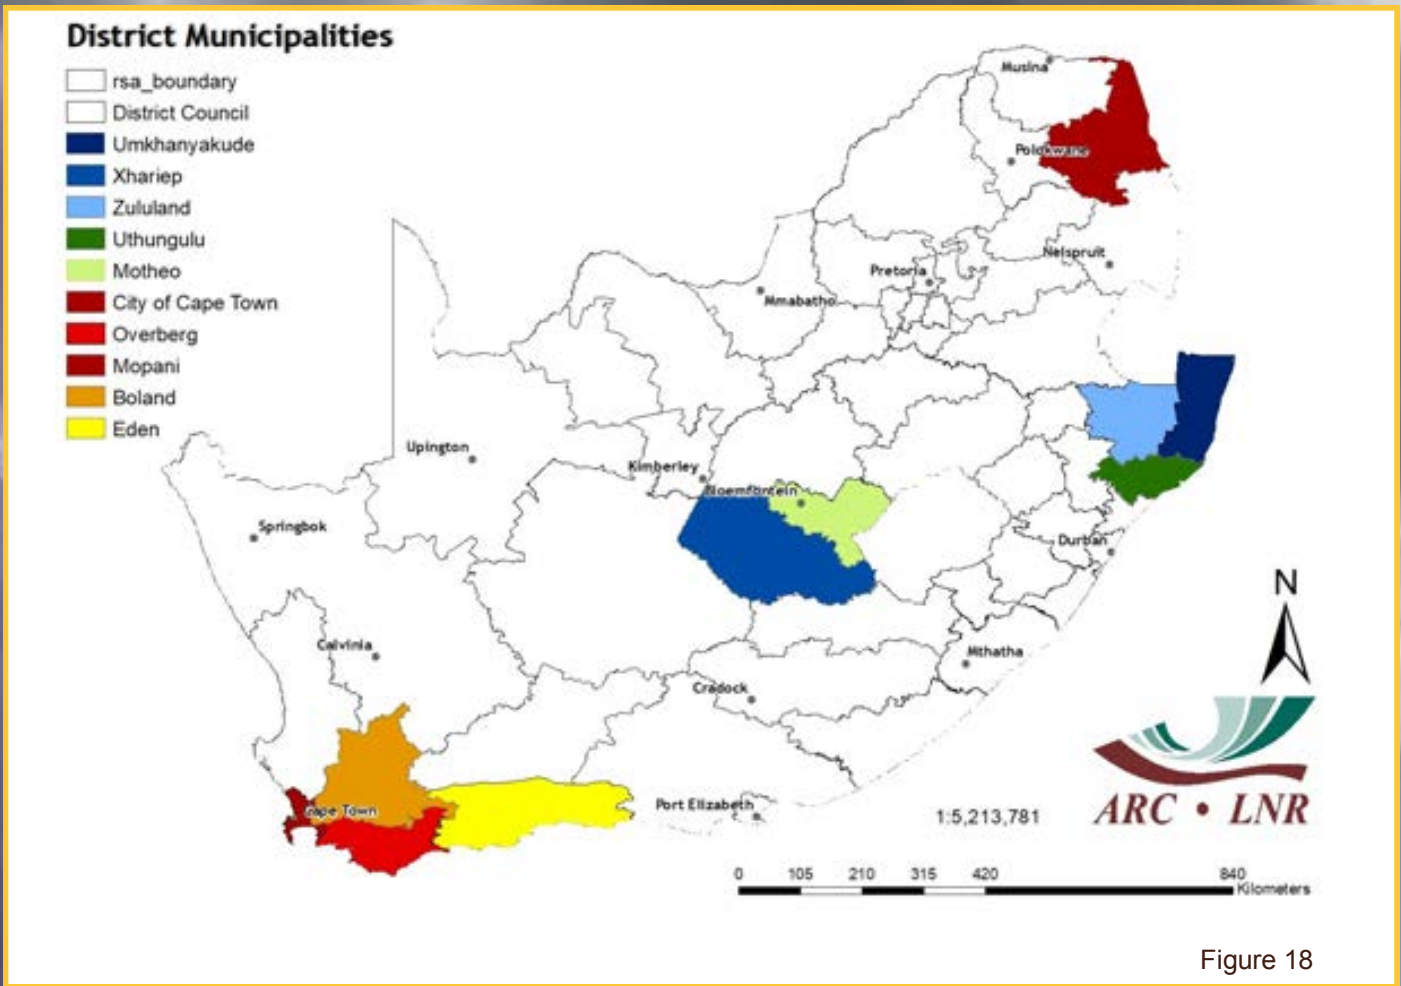 District Municipalities
rsa_boundary
District Council
Umkhanyakude
Xhariep
Zululand
Uthungulu
Motheo
City of Cape Town
Overberg
Mopani
Boland
Eden
Musina
Polokwane
Nelspruit
Pretoria
Mmabatho
Upington
Kimberley
Bloemfontein
Springbok
Durban
N
Calvinia
Mthatha
Cradock
Cape Town
Port Elizabeth
1:5,213,781
ARC • LNR
0 105 210 315 420 840
Kilometers
Figure 18